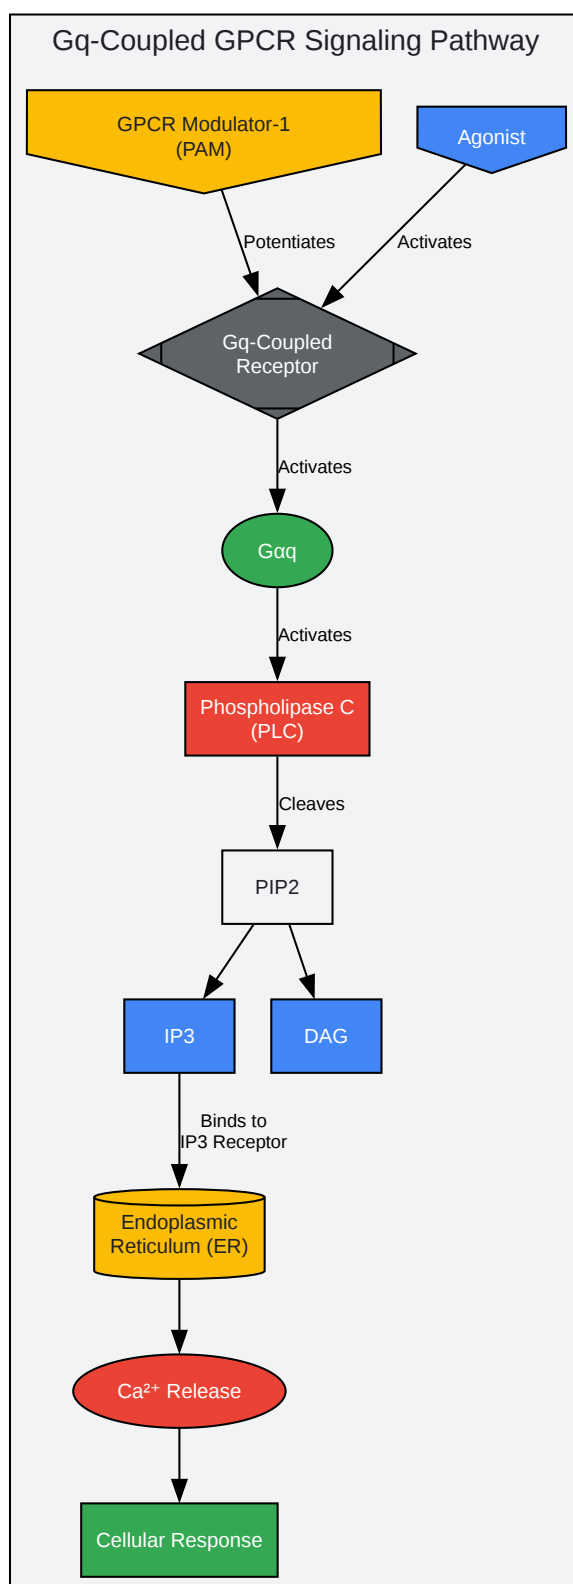 Gq-Coupled GPCR Signaling Pathway
GPCR Modulator-1
(PAM)
Agonist
Potentiates
Activates
Gq-Coupled
Receptor
Activates
Gαq
Activates
Phospholipase C
(PLC)
Cleaves
PIP2
IP3
DAG
Binds to
IP3 Receptor
Endoplasmic
Reticulum (ER)
Ca²⁺ Release
Cellular Response